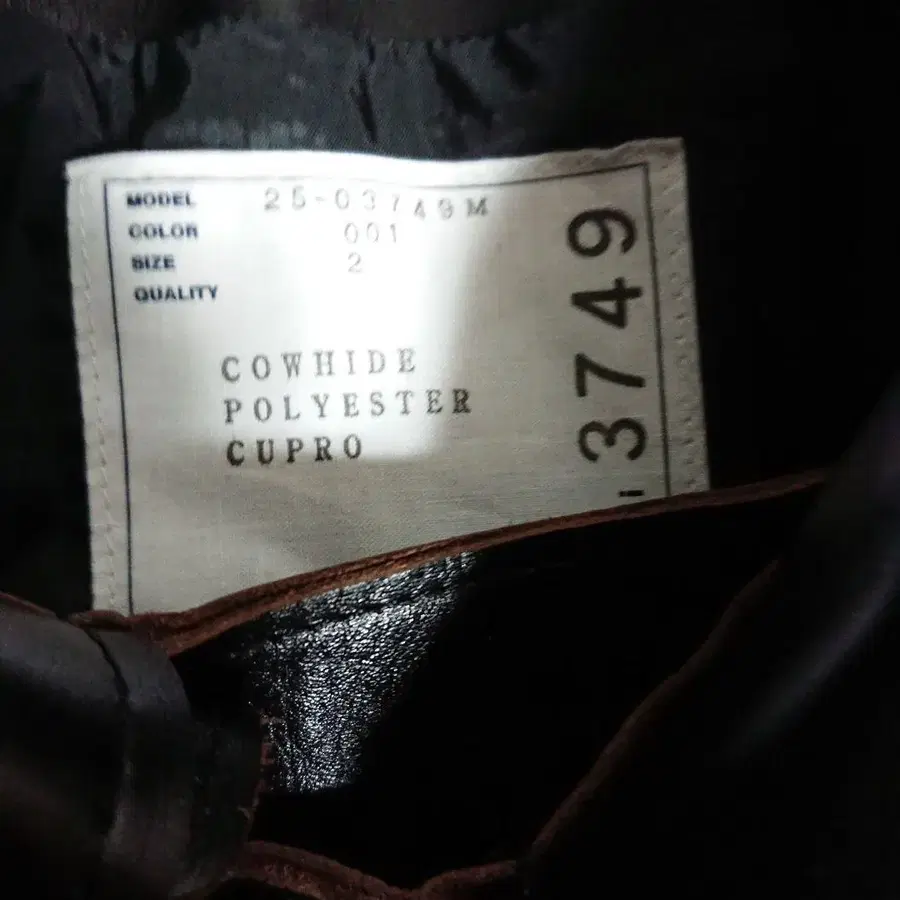 MODEL 25-03749M
COLOR 001
SIZE 2
QUALITY
COWHIDE
POLYESTER
CUPRO
3749